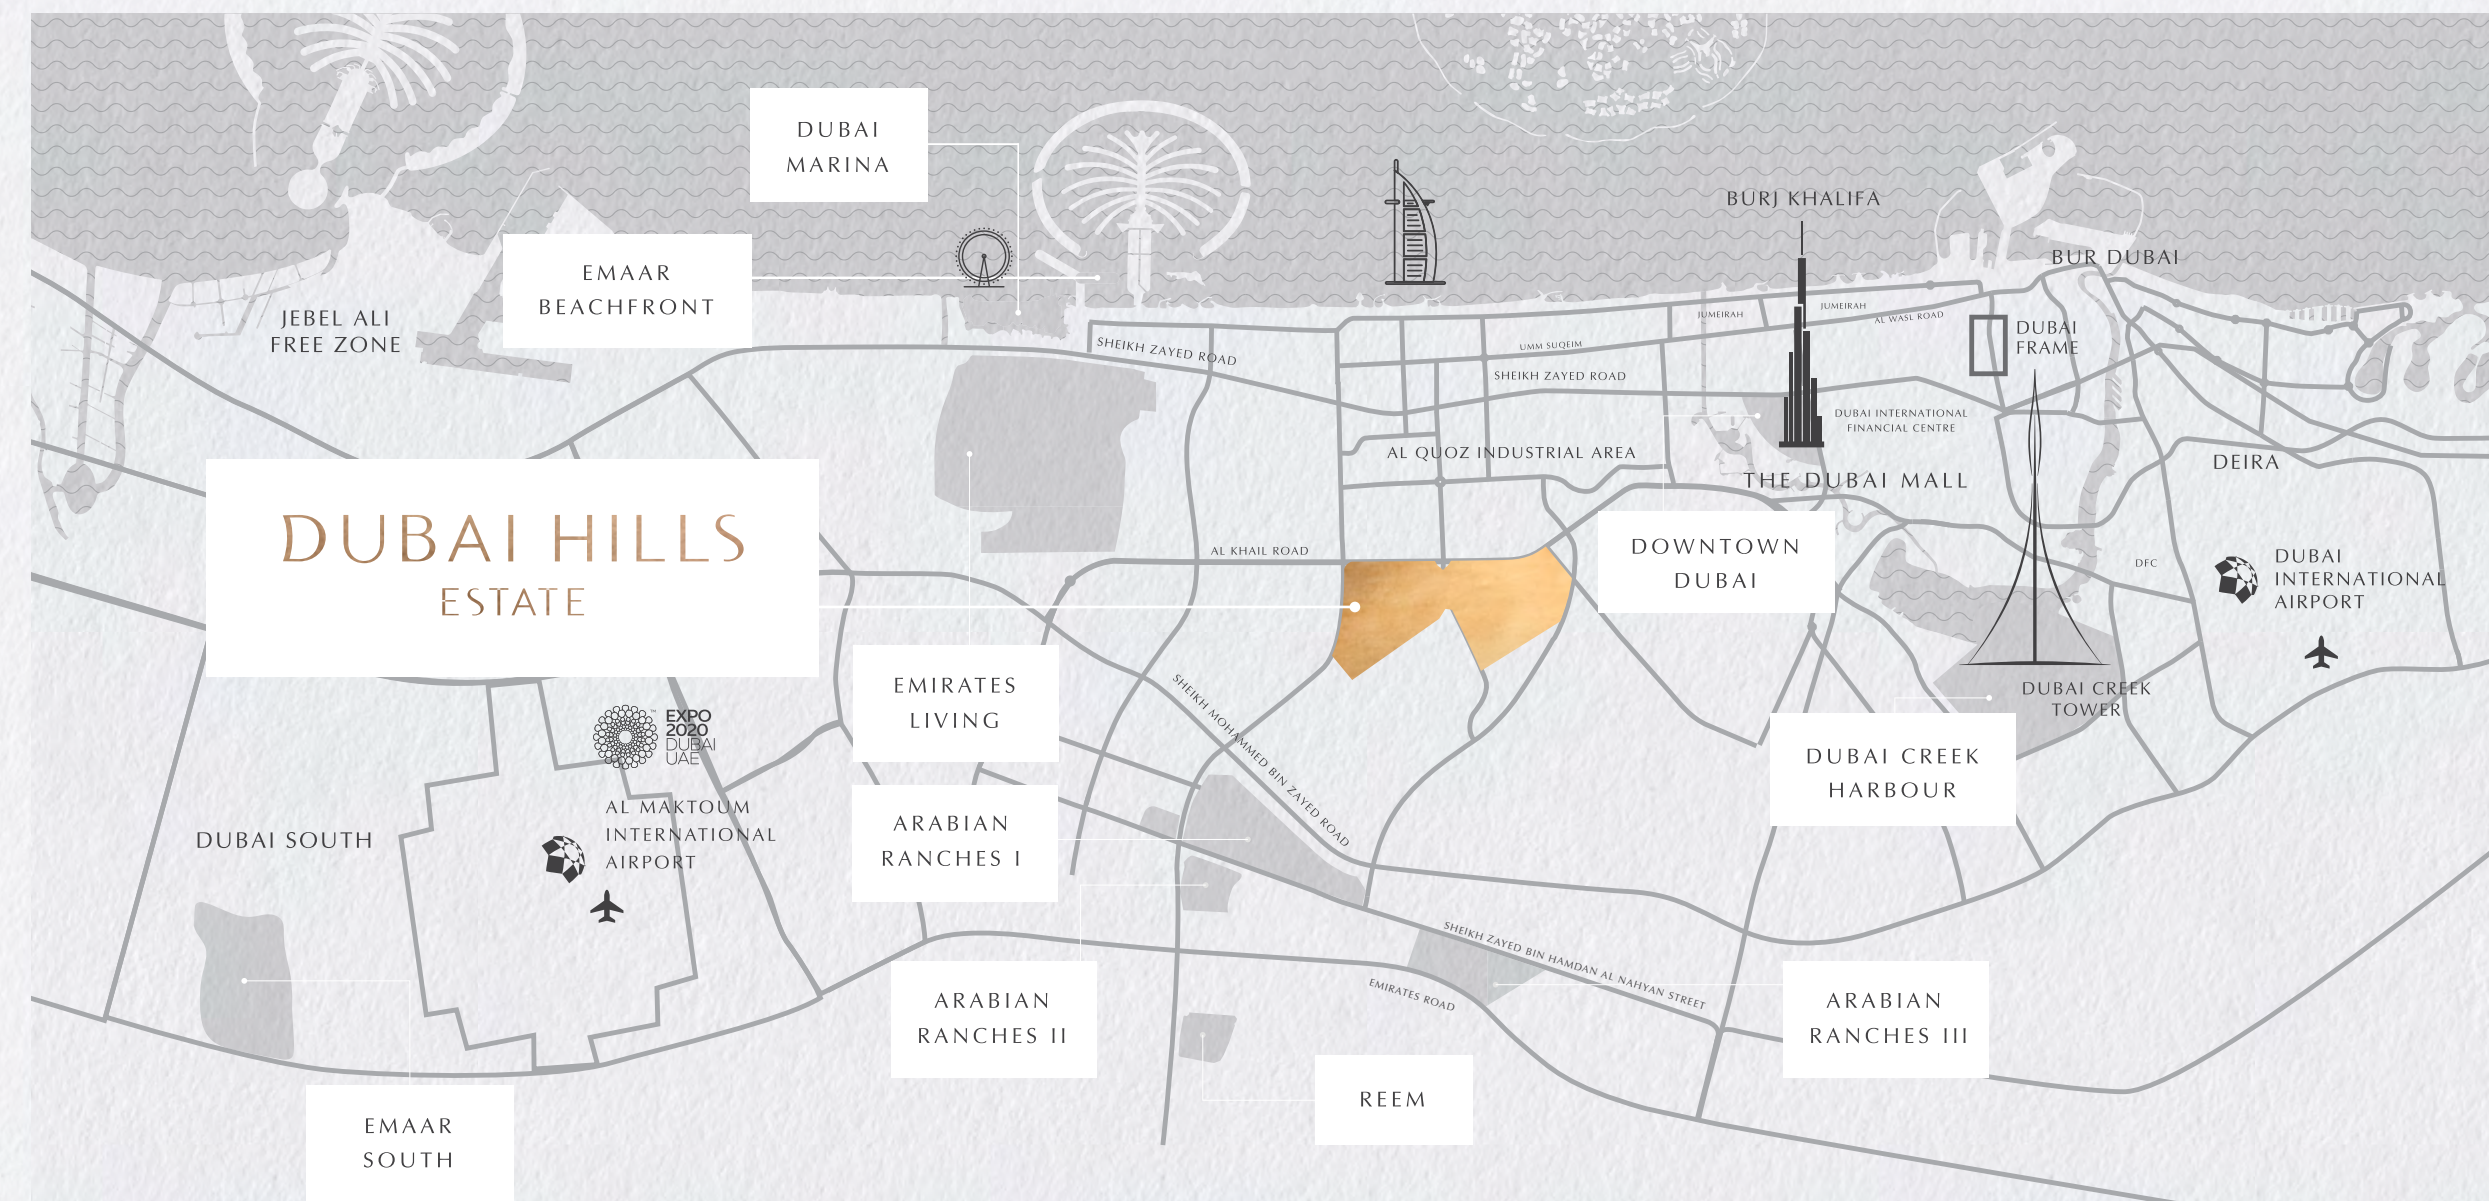 DUBAI
MARINA
BURJ KHALIFA
EMAAR
BEACHFRONT
BUR DUBAI
JEBEL ALI
FREE ZONE
JUMEIRAH
JUMEIRAH
AL WASL ROAD
DUBAI
FRAME
SHEIKH ZAYED ROAD
UMM SUQEIM
SHEIKH ZAYED ROAD
DUBAI INTERNATIONAL
FINANCIAL CENTRE
AL QUOZ INDUSTRIAL AREA
DEIRA
THE DUBAI MALL
DUBAI HILLS
ESTATE
AL KHAIL ROAD
DOWNTOWN
DUBAI
DFC
DUBAI
INTERNATIONAL
AIRPORT
EMIRATES
LIVING
SHEIKH MOHAMMED BIN ZAYED ROAD
DUBAI CREEK
TOWER
EXPO
2020
DUBAI
UAE
TM
DUBAI CREEK
HARBOUR
AL MAKTOUM
INTERNATIONAL
AIRPORT
DUBAI SOUTH
ARABIAN
RANCHES I
SHEIKH ZAYED BIN HAMDAN AL NAHYAN STREET
EMIRATES ROAD
ARABIAN
RANCHES II
ARABIAN
RANCHES III
REEM
EMAAR
SOUTH